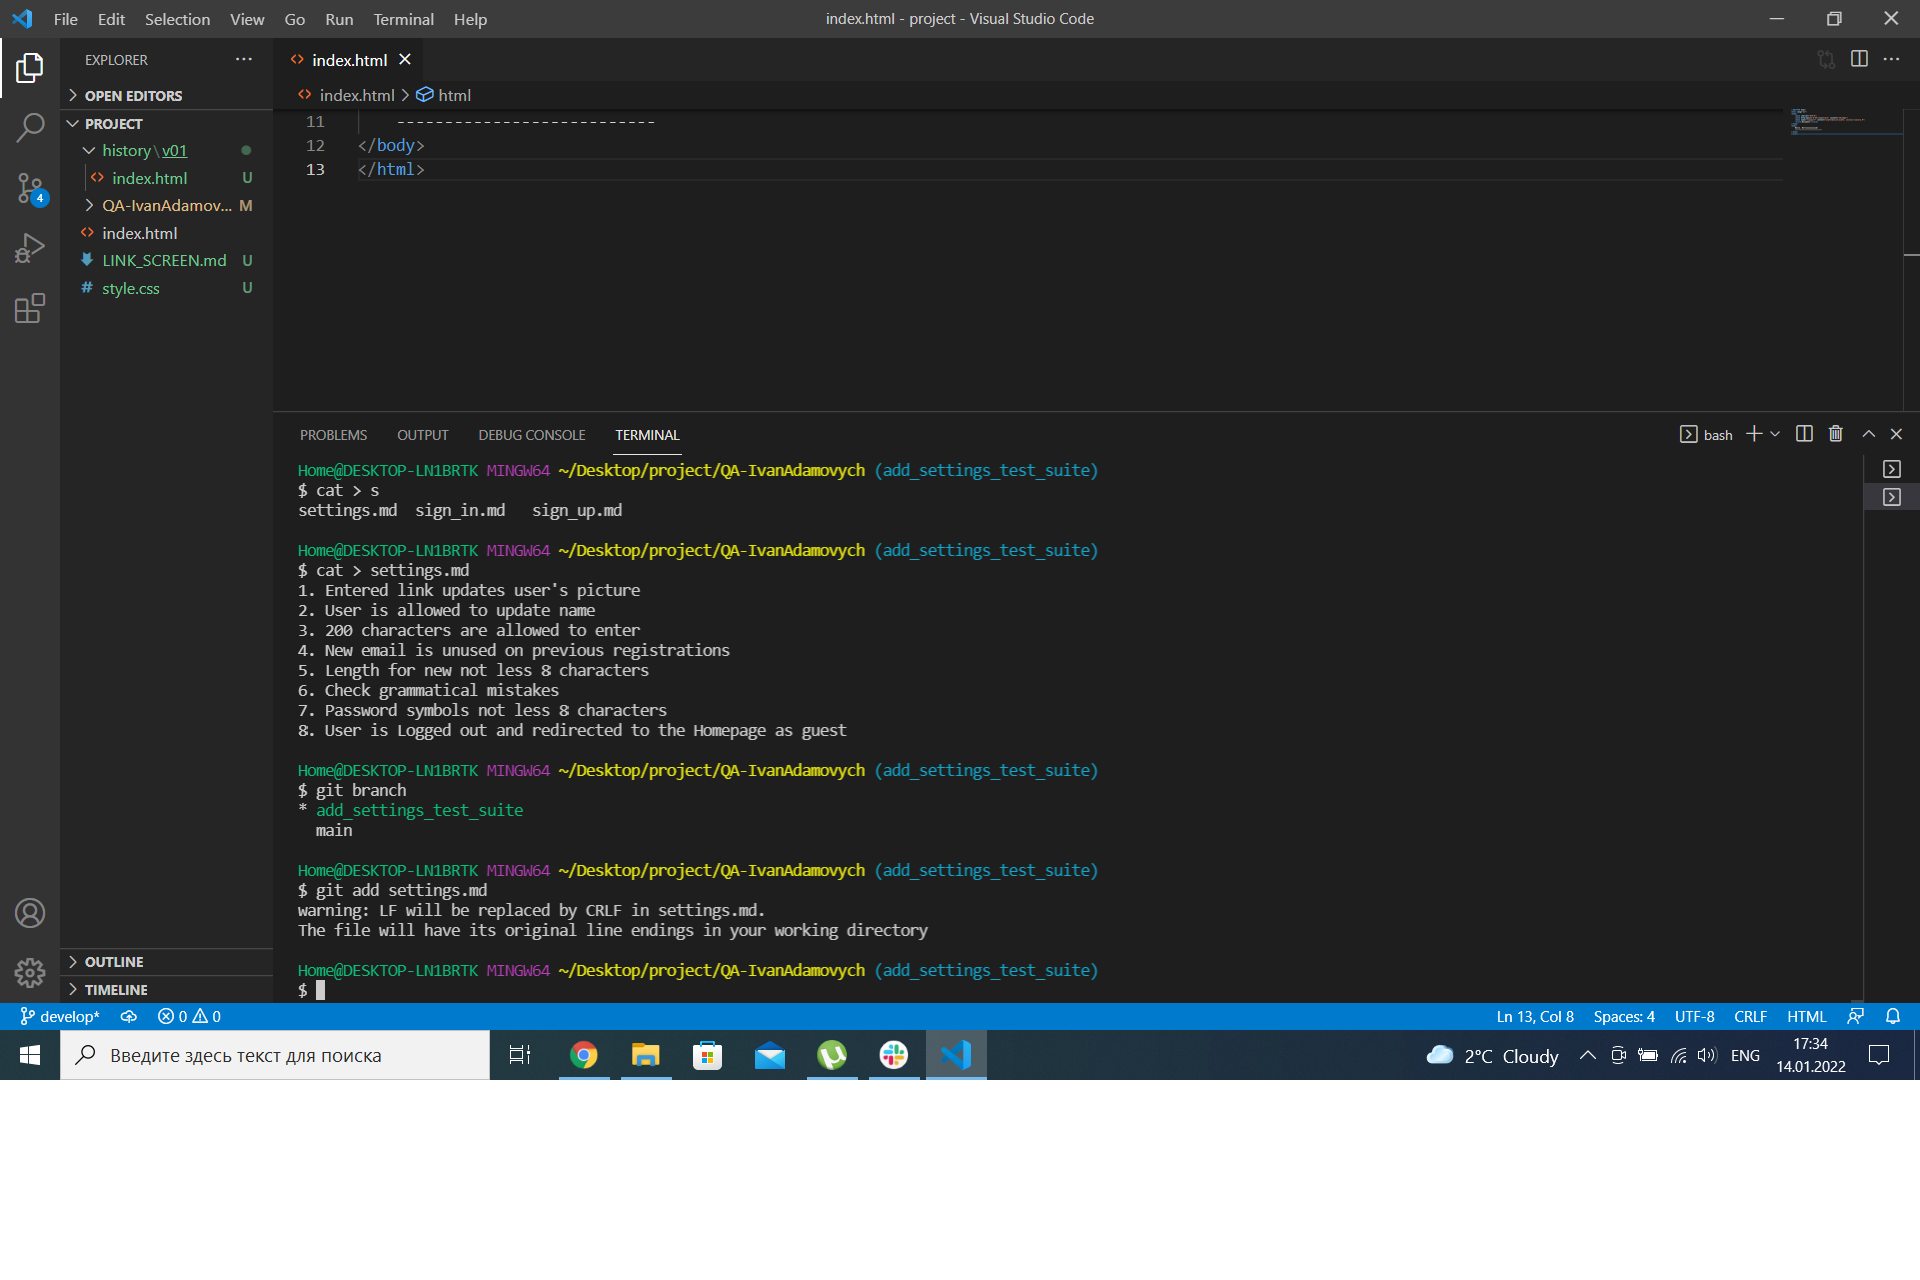 File Edit Selection View Go Run Terminal Help
index.html - project - Visual Studio Code
EXPLORER
OPEN EDITORS
PROJECT
history\v01
index.html U
QA-IvanAdamov... M
index.html
LINK_SCREEN.md U
style.css U
4
OUTLINE
TIMELINE
index.html
index.html > html
11 ---------------------------
12 </body>
13 </html>
PROBLEMS OUTPUT DEBUG CONSOLE TERMINAL
bash
Home@DESKTOP-LN1BRTK MINGW64 ~/Desktop/project/QA-IvanAdamovych (add_settings_test_suite)
$ cat > s
settings.md sign_in.md sign_up.md
Home@DESKTOP-LN1BRTK MINGW64 ~/Desktop/project/QA-IvanAdamovych (add_settings_test_suite)
$ cat > settings.md
1. Entered link updates user's picture
2. User is allowed to update name
3. 200 characters are allowed to enter
4. New email is unused on previous registrations
5. Length for new not less 8 characters
6. Check grammatical mistakes
7. Password symbols not less 8 characters
8. User is Logged out and redirected to the Homepage as guest
Home@DESKTOP-LN1BRTK MINGW64 ~/Desktop/project/QA-IvanAdamovych (add_settings_test_suite)
$ git branch
* add_settings_test_suite
main
Home@DESKTOP-LN1BRTK MINGW64 ~/Desktop/project/QA-IvanAdamovych (add_settings_test_suite)
$ git add settings.md
warning: LF will be replaced by CRLF in settings.md.
The file will have its original line endings in your working directory
Home@DESKTOP-LN1BRTK MINGW64 ~/Desktop/project/QA-IvanAdamovych (add_settings_test_suite)
$
develop* 0 0
Ln 13, Col 8 Spaces: 4 UTF-8 CRLF HTML
Введите здесь текст для поиска
2°C Cloudy
ENG
17:34
14.01.2022